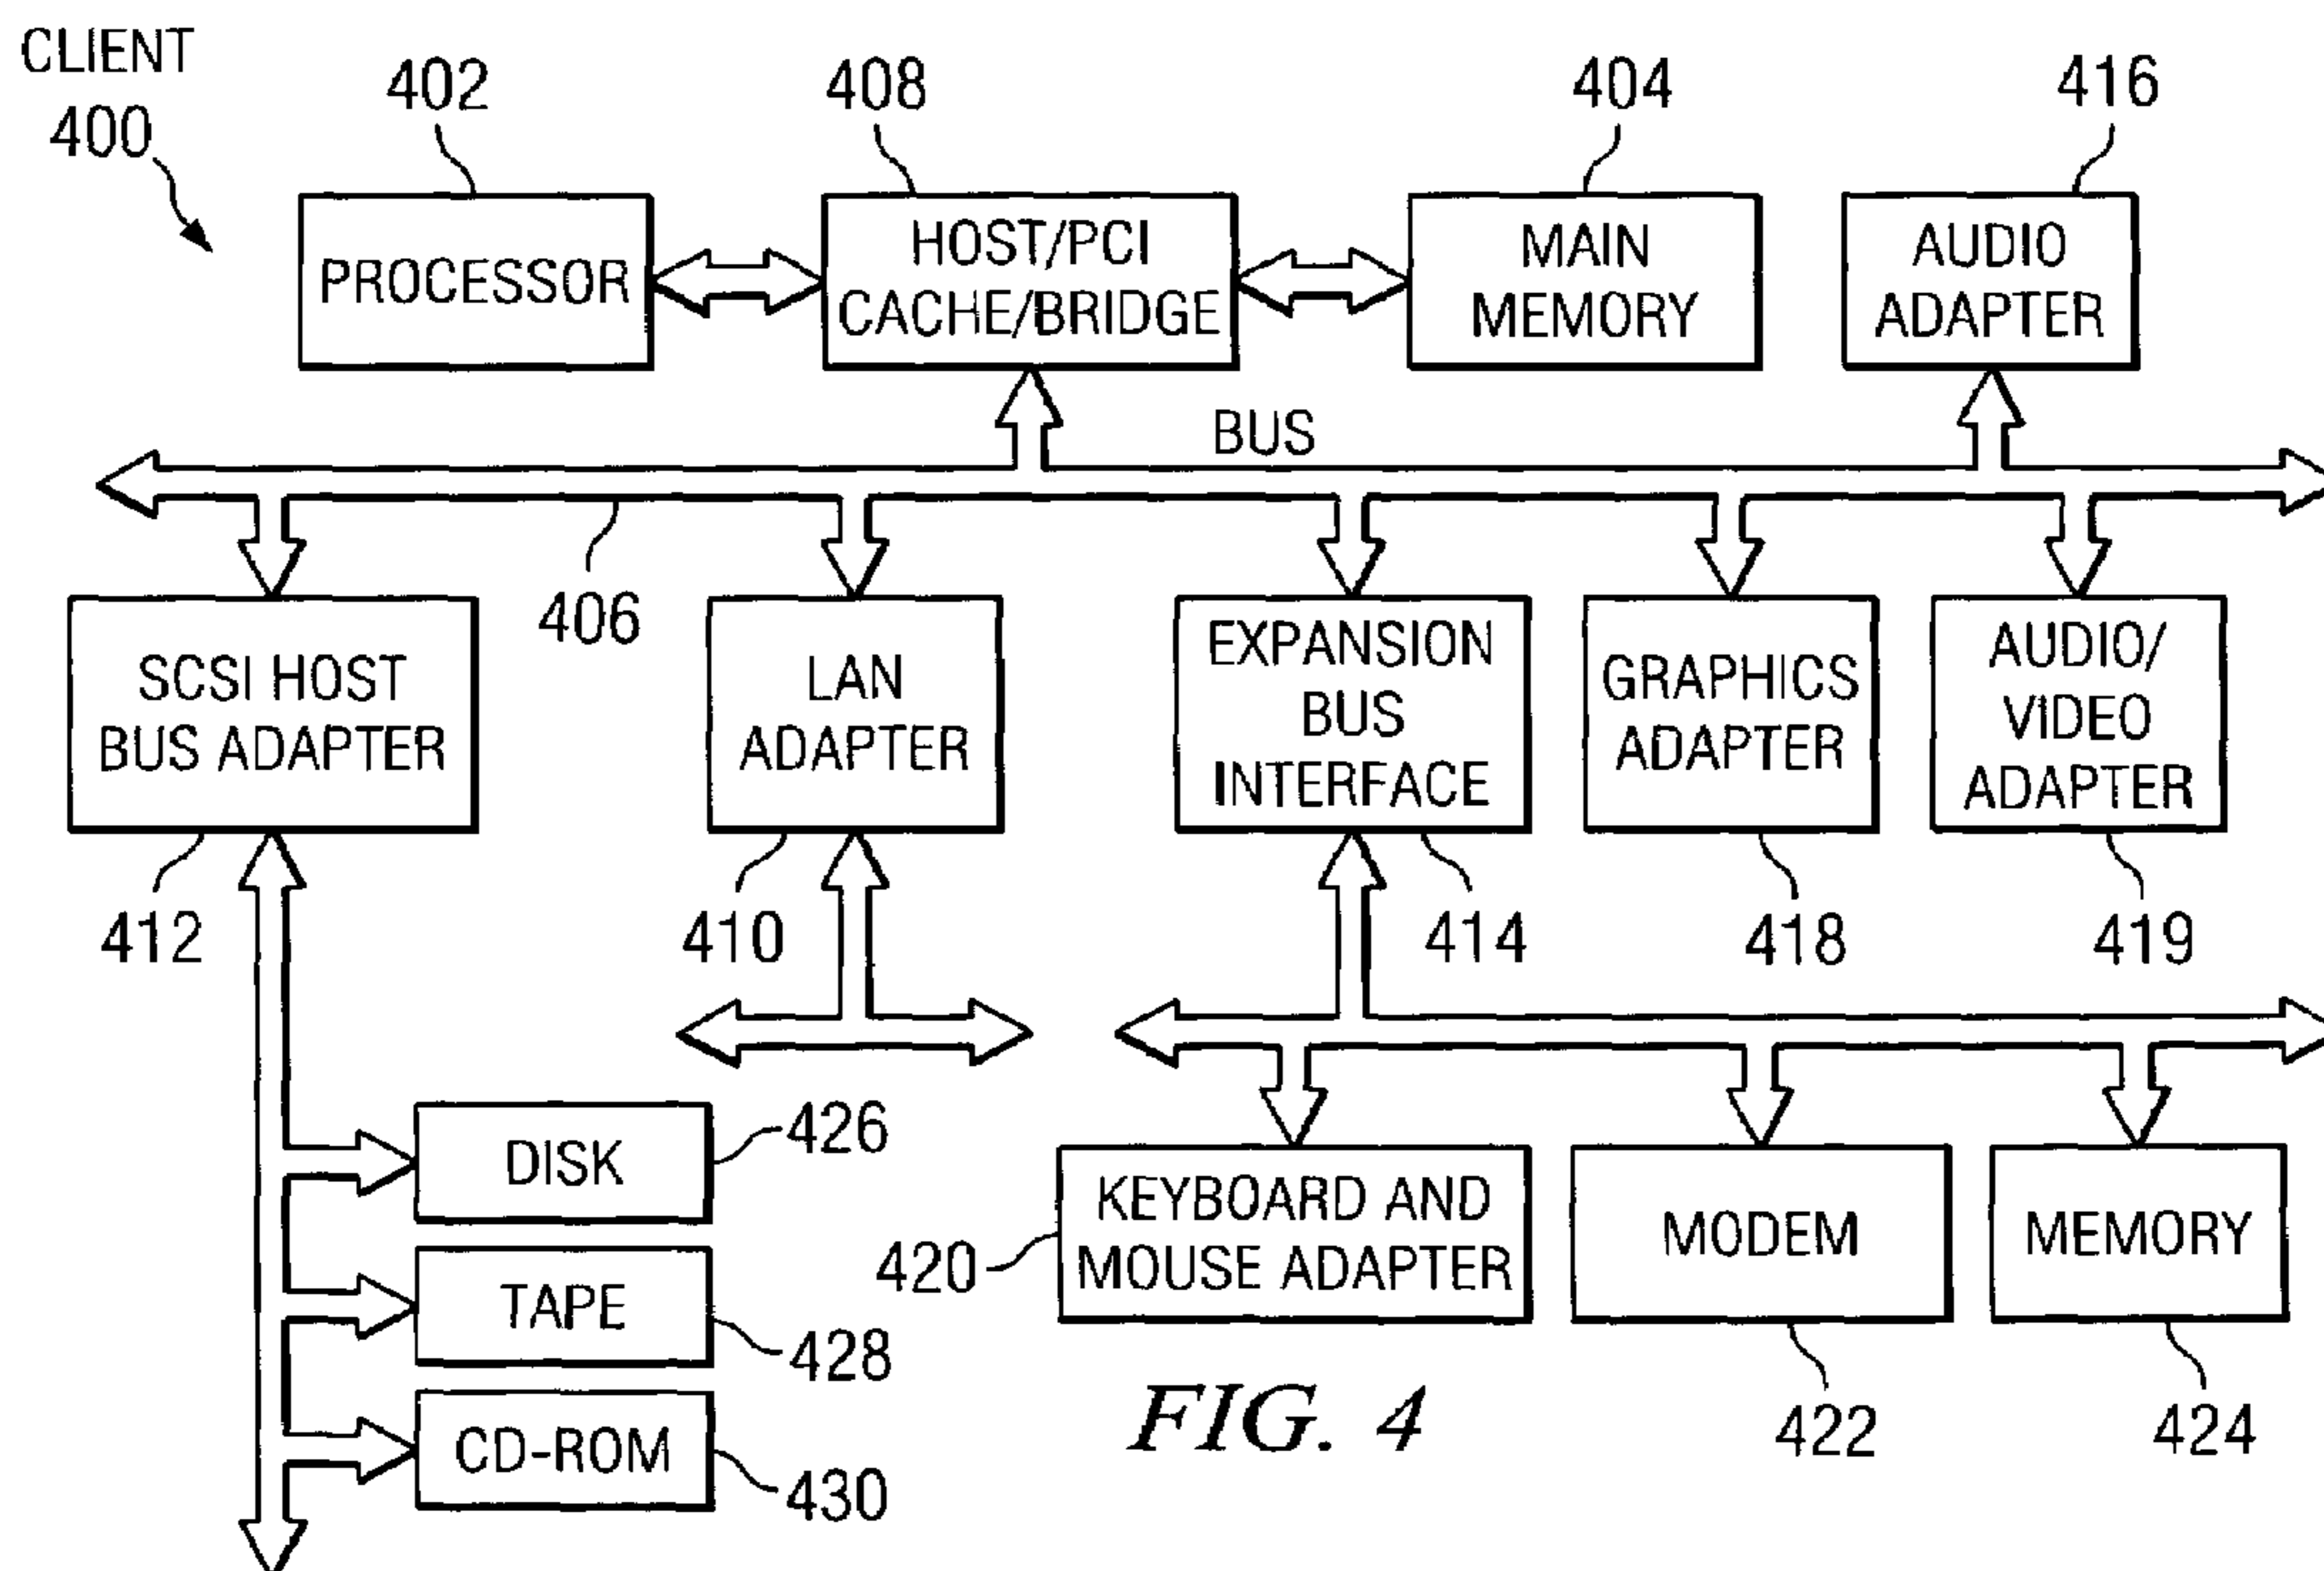 CLIENT
400
402
408
404
416
PROCESSOR
HOST/PCI
CACHE/BRIDGE
MAIN
MEMORY
AUDIO
ADAPTER
BUS
406
SCSI HOST
BUS ADAPTER
LAN
ADAPTER
EXPANSION
BUS
INTERFACE
GRAPHICS
ADAPTER
AUDIO/
VIDEO
ADAPTER
412
410
414
418
419
DISK
426
TAPE
428
CD-ROM
430
420
KEYBOARD AND
MOUSE ADAPTER
MODEM
MEMORY
422
424
FIG. 4